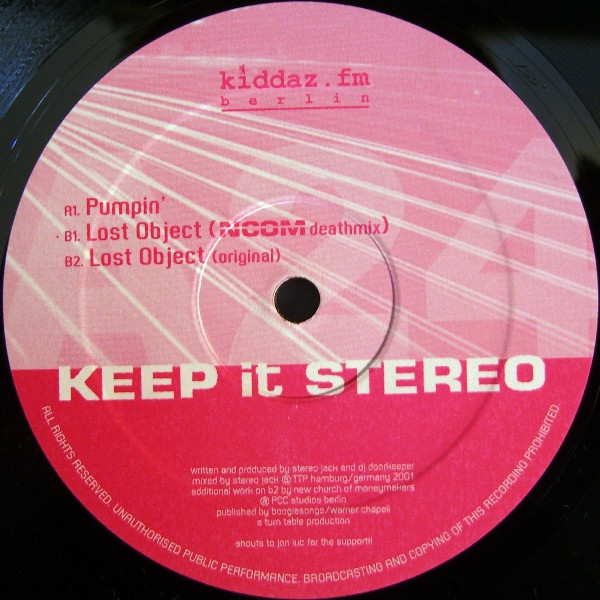 kiddaz.fm
berlin
A1. Pumpin'
· B1. Lost Object (NCOM deathmix)
B2. Lost Object (original)
24
KEEP it STEREO
written and produced by stereo jack and dj doorkeeper
mixed by stereo jack @ TTP hamburg/germany 2001
additional work on b2 by new church of moneymakers
@ PCC studios berlin
published by boogiesongs/warner chapell
a turn table production
shouts to jon luc for the support!!
ALL RIGHTS RESERVED. UNAUTHORISED PUBLIC PERFORMANCE. BROADCASTING AND COPYING OF THIS RECORDING PROHIBITED.